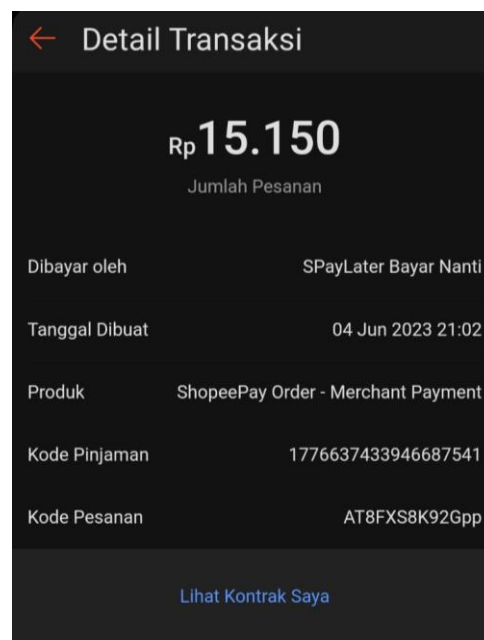 Detail Transaksi
Rp15.150
Jumlah Pesanan
Dibayar oleh SPayLater Bayar Nanti
Tanggal Dibuat 04 Jun 2023 21:02
Produk ShopeePay Order - Merchant Payment
Kode Pinjaman 1776637433946687541
Kode Pesanan AT8FXS8K92Gpp
Lihat Kontrak Saya